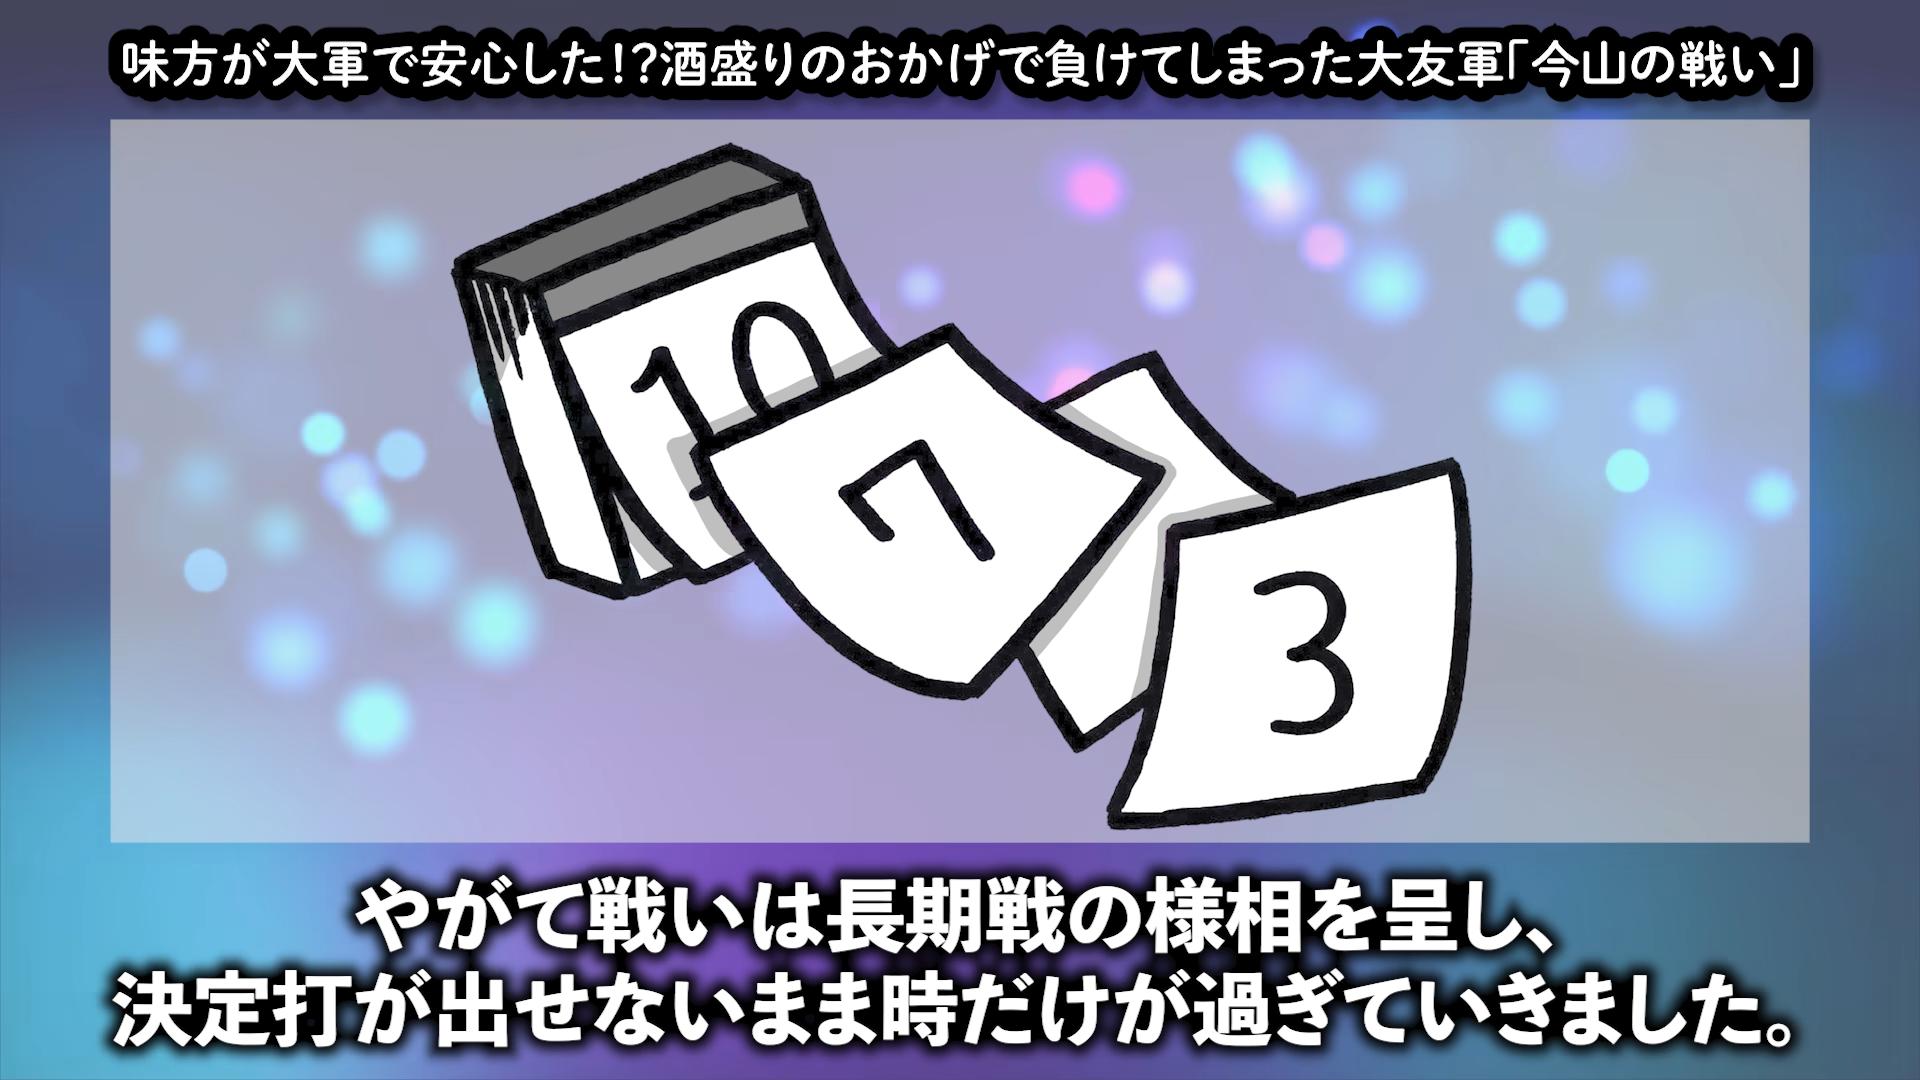 味方が大軍で安心した!?酒盛りのおかげで負けてしまった大友軍「今山の戦い」
10
7
3
やがて戦いは長期戦の様相を呈し、
決定打が出せないまま時だけが過ぎていきました。